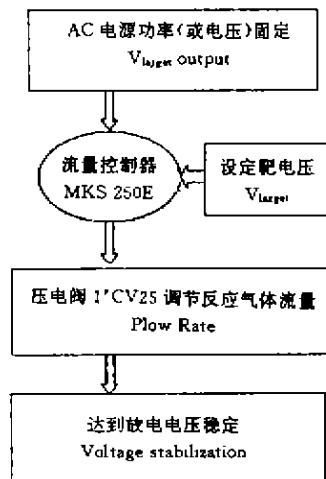 AC 电源功率(或电压)固定
Vtarget output
流量控制器
MKS 250E
设定靶电压
Vtarget
压电阀 1"CV25 调节反应气体流量
Plow Rate
达到放电电压稳定
Voltage stabilization